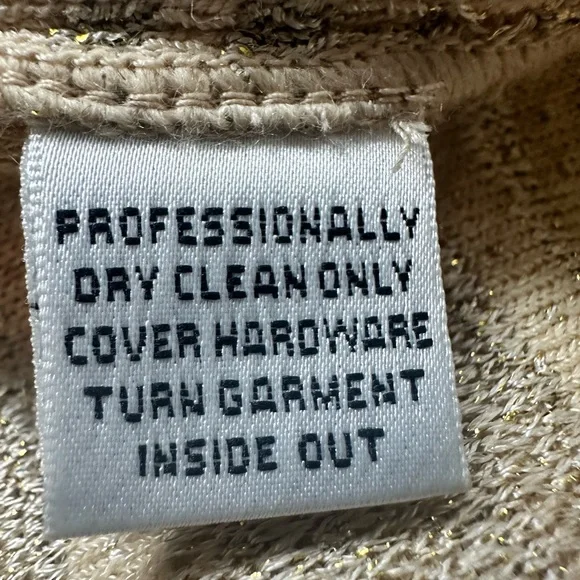 PROFESSIONALLY
DRY CLEAN ONLY
COVER HARDWARE
TURN GARMENT
INSIDE OUT